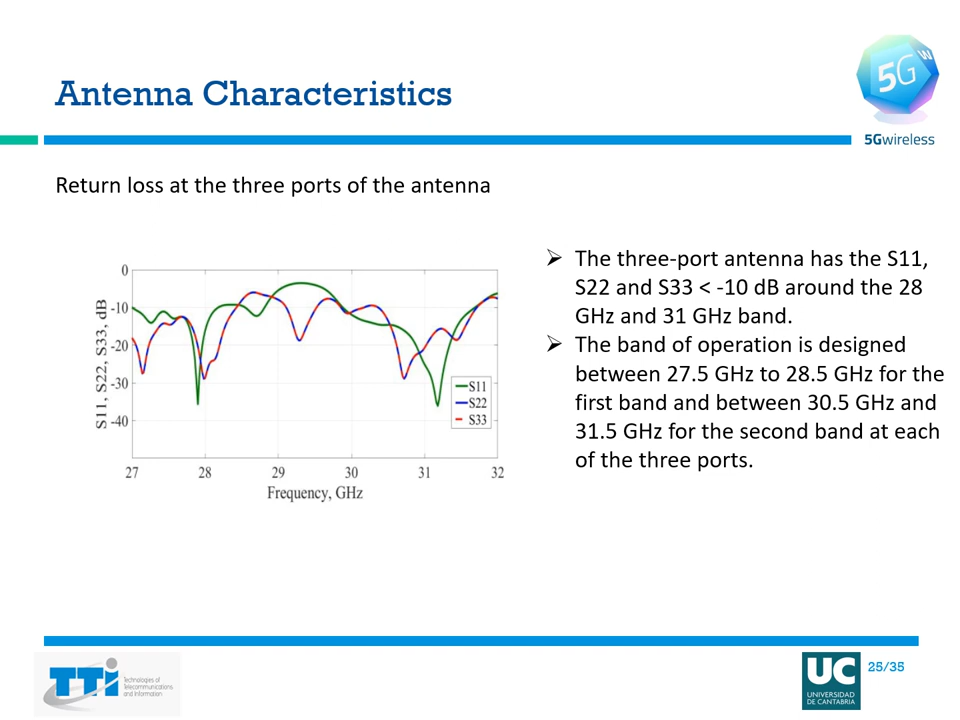 Antenna Characteristics
5G W
5Gwireless
Return loss at the three ports of the antenna
➢ The three-port antenna has the S11,
S22 and S33 < -10 dB around the 28
GHz and 31 GHz band.
➢ The band of operation is designed
between 27.5 GHz to 28.5 GHz for the
first band and between 30.5 GHz and
31.5 GHz for the second band at each
of the three ports.
S11, S22, S33, dB
0
-10
-20
-30
-40
S11
S22
S33
27 28 29 30 31 32
Frequency, GHz
TTi
Technologies of
Telecommunications
and Information
UC
UNIVERSIDAD
DE CANTABRIA
25/35